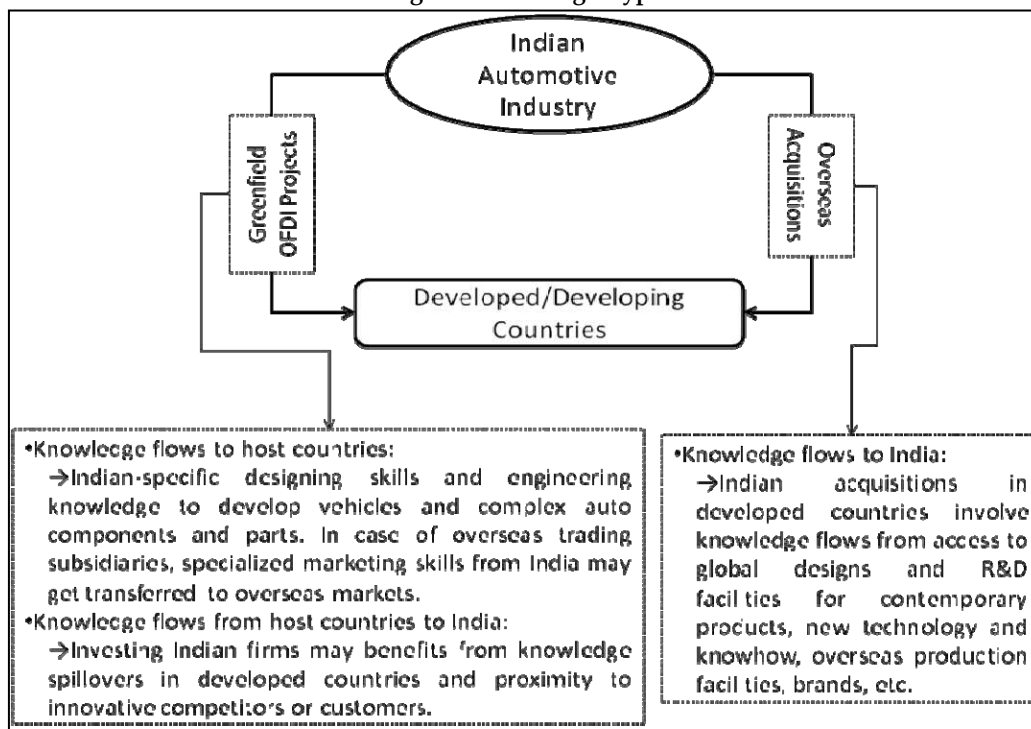 Indian
Automotive
Industry
Greenfield
OFDI Projects
Overseas
Acquisitions
Developed/Developing
Countries
•Knowledge flows to host countries:
→Indian-specific designing skills and engineering
knowledge to develop vehicles and complex auto
components and parts. In case of overseas trading
subsidiaries, specialized marketing skills from India may
get transferred to overseas markets.
•Knowledge flows from host countries to India:
→Investing Indian firms may benefits from knowledge
spillovers in developed countries and proximity to
innovative competitors or customers.
•Knowledge flows to India:
→Indian acquisitions in
developed countries involve
knowledge flows from access to
global designs and R&D
facilities for contemporary
products, new technology and
knowhow, overseas production
facilities, brands, etc.